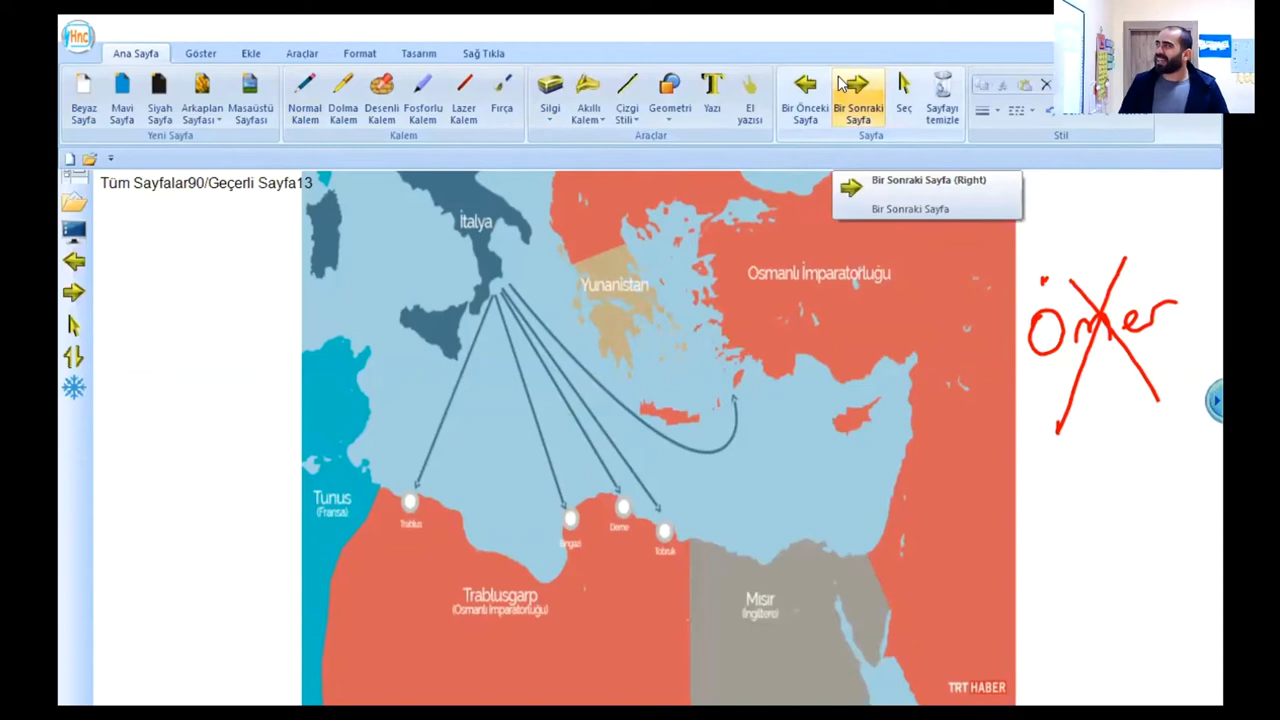 Hnc
Ana Sayfa Göster Ekle Araçlar Format Tasarım Sağ Tıkla
Beyaz Sayfa Mavi Sayfa Siyah Sayfa Arkaplan Sayfaları Masaüstü Sayfası
Normal Kalem Dolma Kalem Desenli Kalem Fosforlu Kalem Lazer Kalem Fırça
Silgi Akıllı Kalem Çizgi Stili Geometri Yazı El yazısı
Bir Önceki Sayfa Bir Sonraki Sayfa Seç Sayfayı temizle
Yeni Sayfa Kalem Araçlar Sayfa Stil
Tüm Sayfalar90/Geçerli Sayfa13
Bir Sonraki Sayfa (Right)
Bir Sonraki Sayfa
İtalya
Yunanistan
Osmanlı İmparatorluğu
Ömer
Tunus
(Fransa)
Trablus
Bingazi
Derne
Tobruk
Trablusgarp
(Osmanlı İmparatorluğu)
Mısır
(İngiltere)
TRT HABER